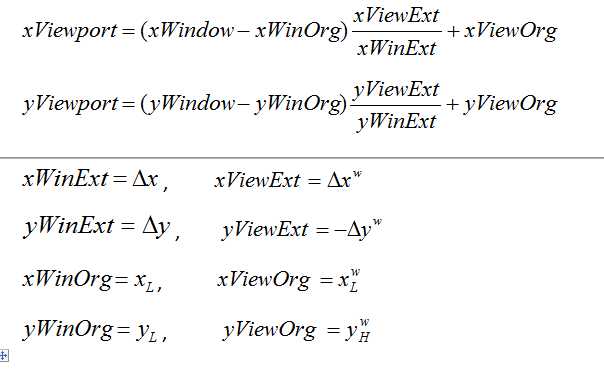 xViewport = (xWindow − xWinOrg) xViewExt / xWinExt + xViewOrg
yViewport = (yWindow − yWinOrg) yViewExt / yWinExt + yViewOrg
xWinExt = Δx , xViewExt = Δx^w
yWinExt = Δy , yViewExt = −Δy^w
xWinOrg = x_L , xViewOrg = x_L^w
yWinOrg = y_L , yViewOrg = y_H^w